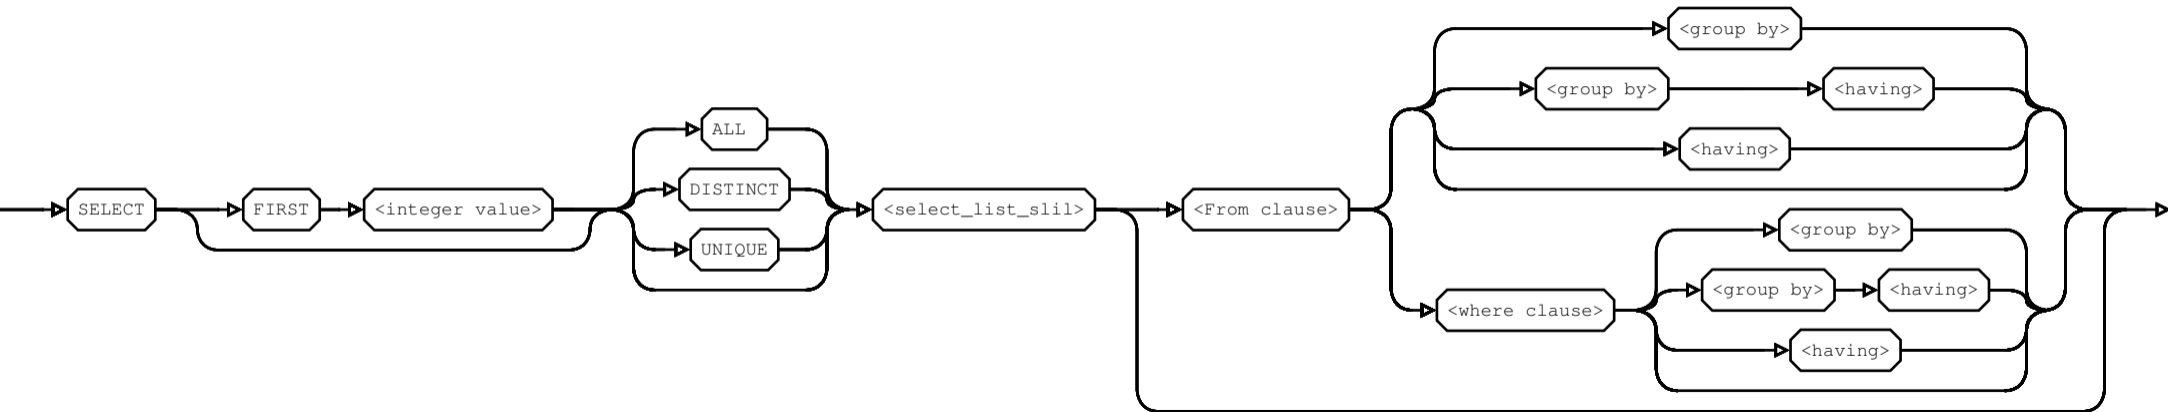 SELECT
FIRST
<integer value>
ALL
DISTINCT
UNIQUE
<select_list_slil>
<From clause>
<group by>
<group by>
<having>
<having>
<where clause>
<group by>
<group by>
<having>
<having>